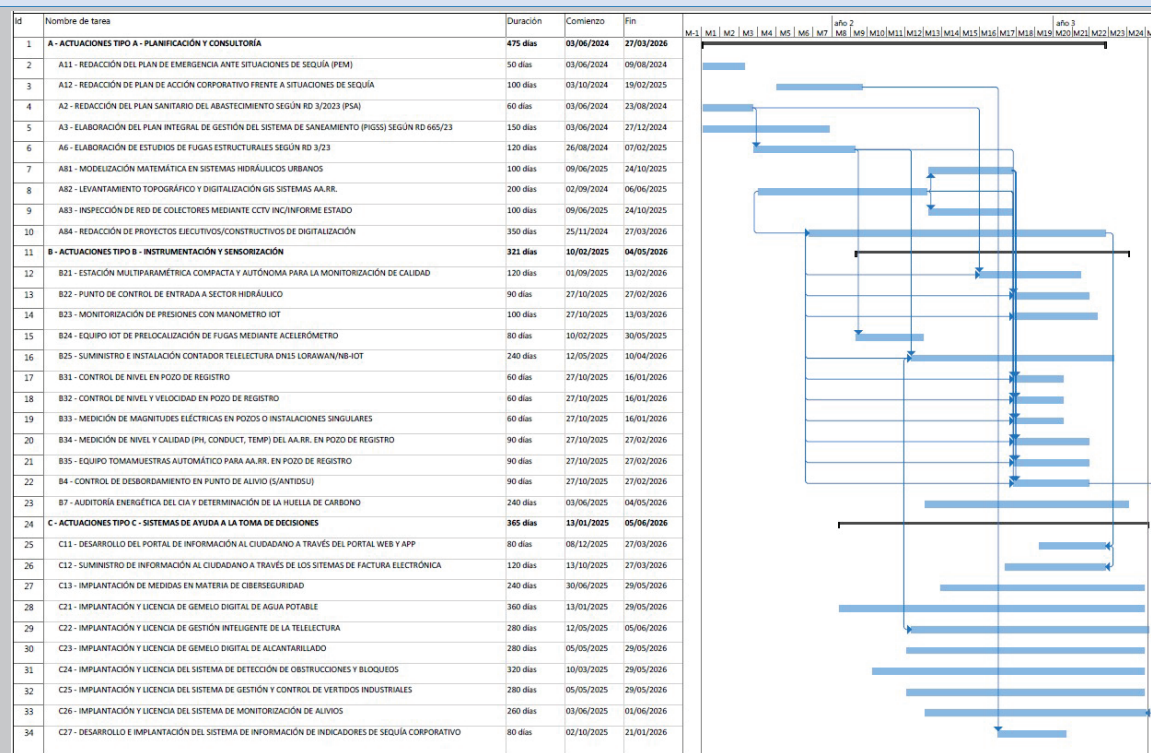 Id Nombre de tarea Duración Comienzo Fin
año 2 año 3
M-1 M1 M2 M3 M4 M5 M6 M7 M8 M9 M10 M11 M12 M13 M14 M15 M16 M17 M18 M19 M20 M21 M22 M23 M24
1 A - ACTUACIONES TIPO A - PLANIFICACIÓN Y CONSULTORÍA 475 días 03/06/2024 27/03/2026
2 A11 - REDACCIÓN DEL PLAN DE EMERGENCIA ANTE SITUACIONES DE SEQUÍA (PEM) 50 días 03/06/2024 09/08/2024
3 A12 - REDACCIÓN DE PLAN DE ACCIÓN CORPORATIVO FRENTE A SITUACIONES DE SEQUÍA 100 días 03/10/2024 19/02/2025
4 A2 - REDACCIÓN DEL PLAN SANITARIO DEL ABASTECIMIENTO SEGÚN RD 3/2023 (PSA) 60 días 03/06/2024 23/08/2024
5 A3 - ELABORACIÓN DEL PLAN INTEGRAL DE GESTIÓN DEL SISTEMA DE SANEAMIENTO (PIGSS) SEGÚN RD 665/23 150 días 03/06/2024 27/12/2024
6 A6 - ELABORACIÓN DE ESTUDIOS DE FUGAS ESTRUCTURALES SEGÚN RD 3/23 120 días 26/08/2024 07/02/2025
7 A81 - MODELIZACIÓN MATEMÁTICA EN SISTEMAS HIDRÁULICOS URBANOS 100 días 09/06/2025 24/10/2025
8 A82 - LEVANTAMIENTO TOPOGRÁFICO Y DIGITALIZACIÓN GIS SISTEMAS AA.RR. 200 días 02/09/2024 06/06/2025
9 A83 - INSPECCIÓN DE RED DE COLECTORES MEDIANTE CCTV INC/INFORME ESTADO 100 días 09/06/2025 24/10/2025
10 A84 - REDACCIÓN DE PROYECTOS EJECUTIVOS/CONSTRUCTIVOS DE DIGITALIZACIÓN 350 días 25/11/2024 27/03/2026
11 B - ACTUACIONES TIPO B - INSTRUMENTACIÓN Y SENSORIZACIÓN 321 días 10/02/2025 04/05/2026
12 B21 - ESTACIÓN MULTIPARAMÉTRICA COMPACTA Y AUTÓNOMA PARA LA MONITORIZACIÓN DE CALIDAD 120 días 01/09/2025 13/02/2026
13 B22 - PUNTO DE CONTROL DE ENTRADA A SECTOR HIDRÁULICO 90 días 27/10/2025 27/02/2026
14 B23 - MONITORIZACIÓN DE PRESIONES CON MANOMETRO IOT 100 días 27/10/2025 13/03/2026
15 B24 - EQUIPO IOT DE PRELOCALIZACIÓN DE FUGAS MEDIANTE ACELERÓMETRO 80 días 10/02/2025 30/05/2025
16 B25 - SUMINISTRO E INSTALACIÓN CONTADOR TELELECTURA DN15 LORAWAN/NB-IOT 240 días 12/05/2025 10/04/2026
17 B31 - CONTROL DE NIVEL EN POZO DE REGISTRO 60 días 27/10/2025 16/01/2026
18 B32 - CONTROL DE NIVEL Y VELOCIDAD EN POZO DE REGISTRO 60 días 27/10/2025 16/01/2026
19 B33 - MEDICIÓN DE MAGNITUDES ELÉCTRICAS EN POZOS O INSTALACIONES SINGULARES 60 días 27/10/2025 16/01/2026
20 B34 - MEDICIÓN DE NIVEL Y CALIDAD (PH, CONDUCT, TEMP) DEL AA.RR. EN POZO DE REGISTRO 90 días 27/10/2025 27/02/2026
21 B35 - EQUIPO TOMAMUESTRAS AUTOMÁTICO PARA AA.RR. EN POZO DE REGISTRO 90 días 27/10/2025 27/02/2026
22 B4 - CONTROL DE DESBORDAMIENTO EN PUNTO DE ALIVIO (S/ANTIDSU) 90 días 27/10/2025 27/02/2026
23 B7 - AUDITORÍA ENERGÉTICA DEL CIA Y DETERMINACIÓN DE LA HUELLA DE CARBONO 240 días 03/06/2025 04/05/2026
24 C - ACTUACIONES TIPO C - SISTEMAS DE AYUDA A LA TOMA DE DECISIONES 365 días 13/01/2025 05/06/2026
25 C11 - DESARROLLO DEL PORTAL DE INFORMACIÓN AL CIUDADANO A TRAVÉS DEL PORTAL WEB Y APP 80 días 08/12/2025 27/03/2026
26 C12 - SUMINISTRO DE INFORMACIÓN AL CIUDADANO A TRAVÉS DE LOS SITEMAS DE FACTURA ELECTRÓNICA 120 días 13/10/2025 27/03/2026
27 C13 - IMPLANTACIÓN DE MEDIDAS EN MATERIA DE CIBERSEGURIDAD 240 días 30/06/2025 29/05/2026
28 C21 - IMPLANTACIÓN Y LICENCIA DE GEMELO DIGITAL DE AGUA POTABLE 360 días 13/01/2025 29/05/2026
29 C22 - IMPLANTACIÓN Y LICENCIA DE GESTIÓN INTELIGENTE DE LA TELELECTURA 280 días 12/05/2025 05/06/2026
30 C23 - IMPLANTACIÓN Y LICENCIA DE GEMELO DIGITAL DE ALCANTARILLADO 280 días 05/05/2025 29/05/2026
31 C24 - IMPLANTACIÓN Y LICENCIA DEL SISTEMA DE DETECCIÓN DE OBSTRUCCIONES Y BLOQUEOS 320 días 10/03/2025 29/05/2026
32 C25 - IMPLANTACIÓN Y LICENCIA DEL SISTEMA DE GESTIÓN Y CONTROL DE VERTIDOS INDUSTRIALES 280 días 05/05/2025 29/05/2026
33 C26 - IMPLANTACIÓN Y LICENCIA DEL SISTEMA DE MONITORIZACIÓN DE ALIVIOS 260 días 03/06/2025 01/06/2026
34 C27 - DESARROLLO E IMPLANTACIÓN DEL SISTEMA DE INFORMACIÓN DE INDICADORES DE SEQUÍA CORPORATIVO 80 días 02/10/2025 21/01/2026